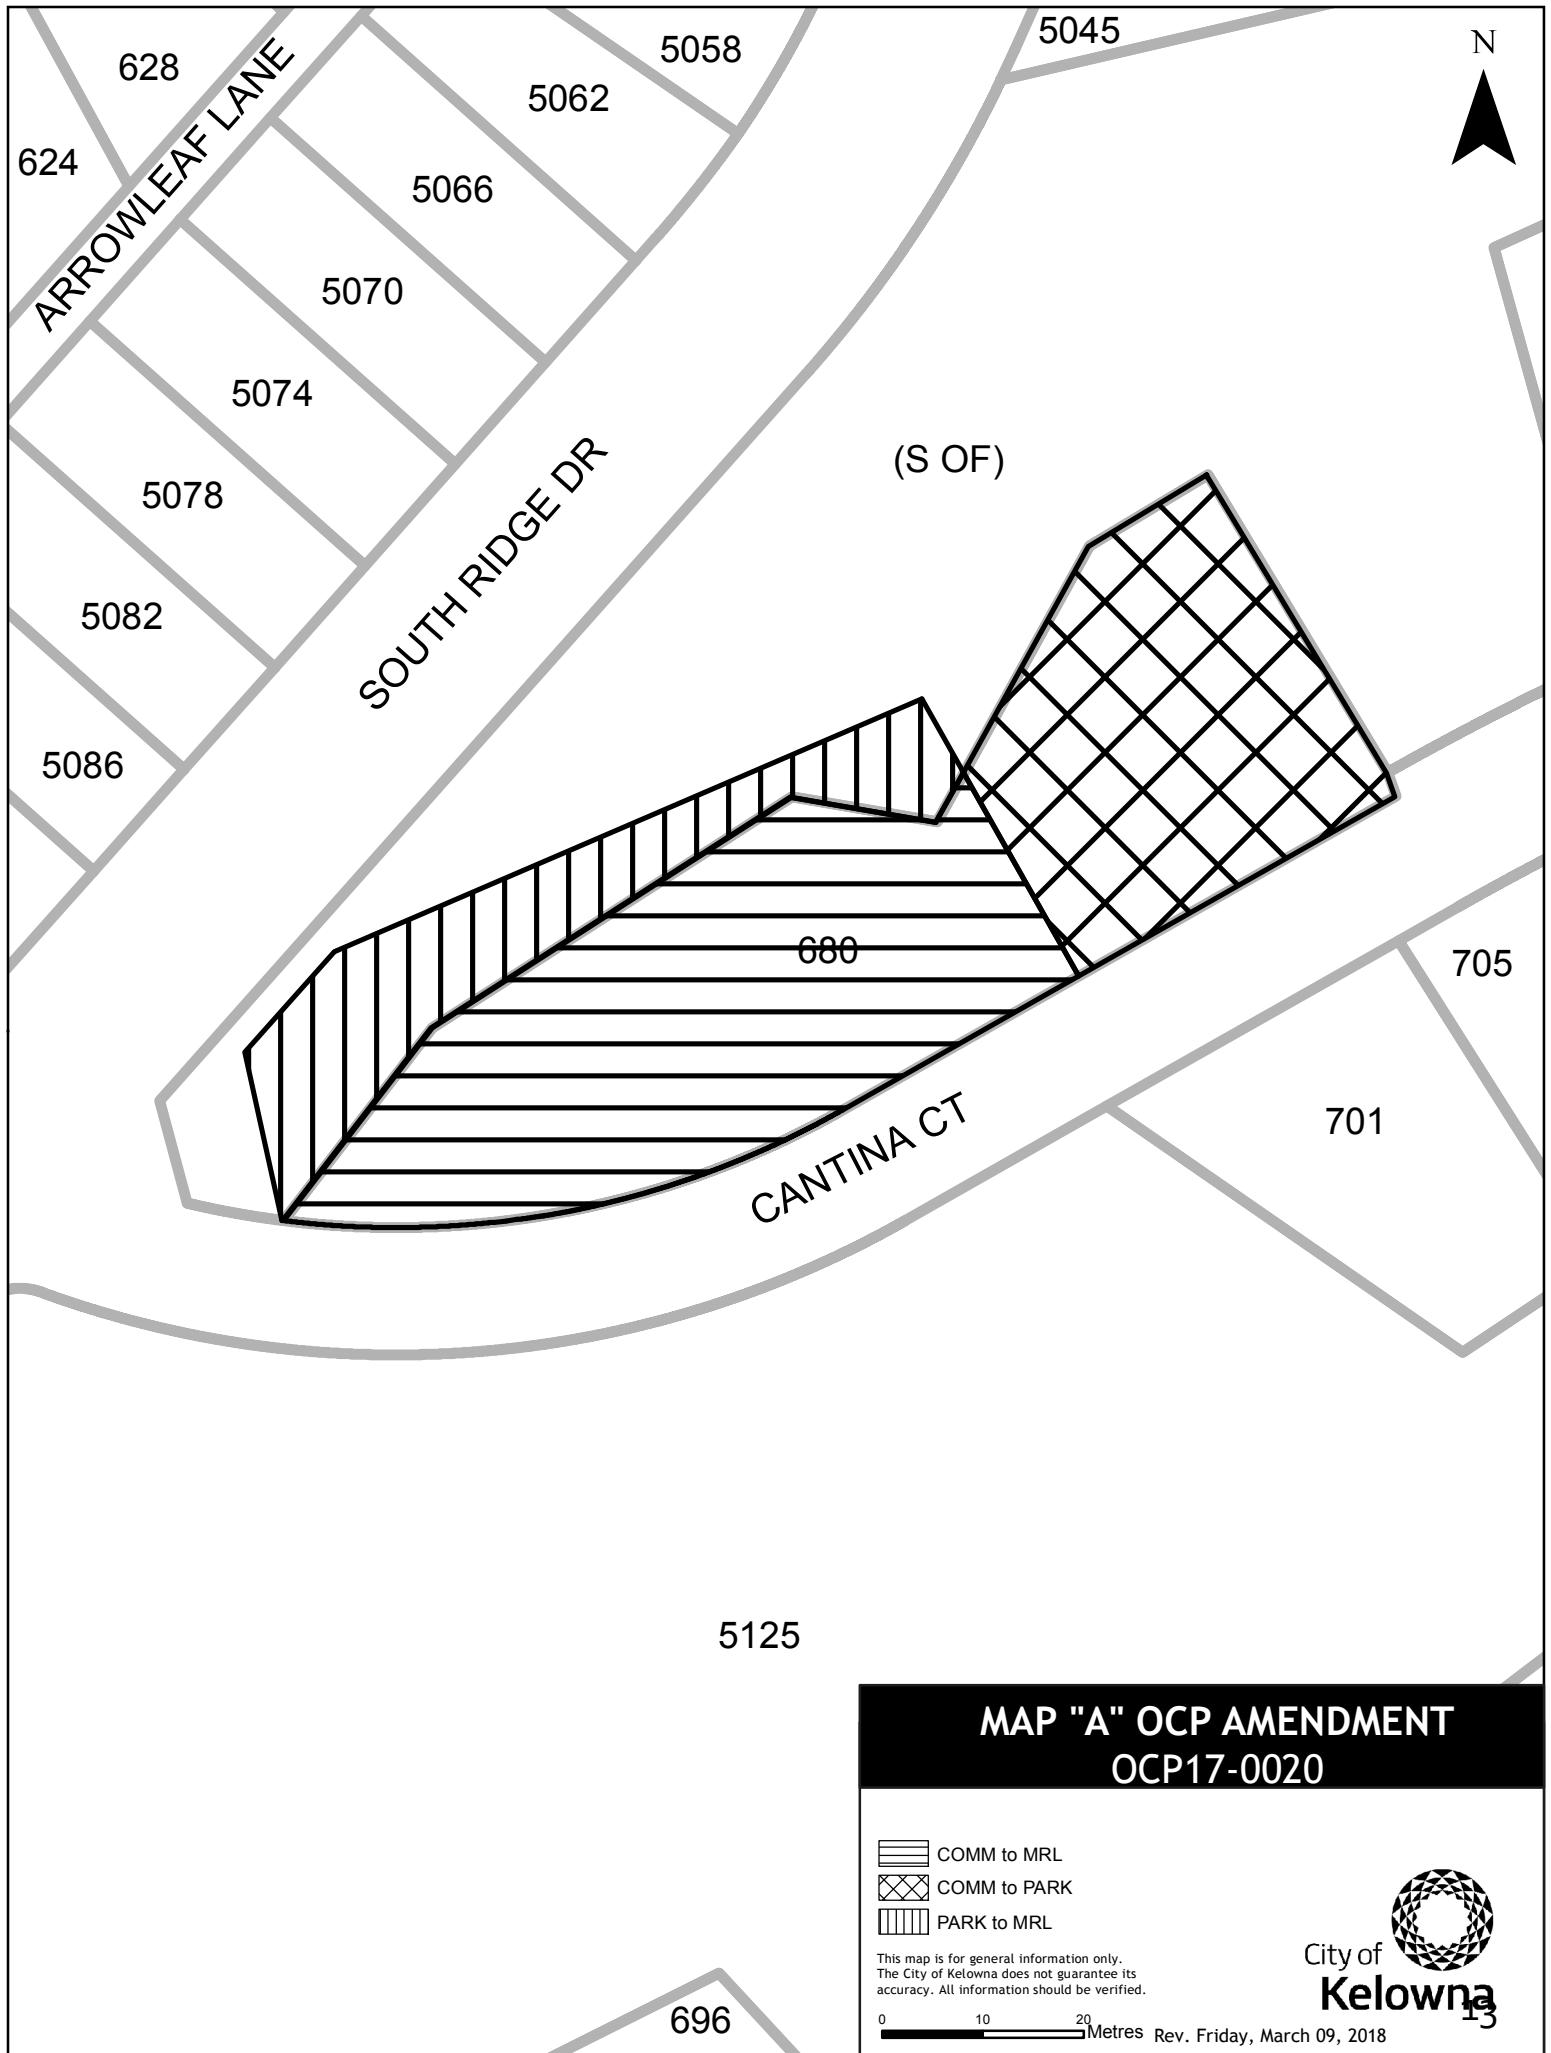 5045
5058
N
628
5062
624
ARROWLEAF LANE
5066
5070
5074
(S OF)
5078
SOUTH RIDGE DR
5082
5086
680
705
701
CANTINA CT
5125
MAP "A" OCP AMENDMENT
OCP17-0020
COMM to MRL
COMM to PARK
PARK to MRL
This map is for general information only.
The City of Kelowna does not guarantee its
accuracy. All information should be verified.
City of
Kelowna
13
696
0 10 20 Metres
Rev. Friday, March 09, 2018